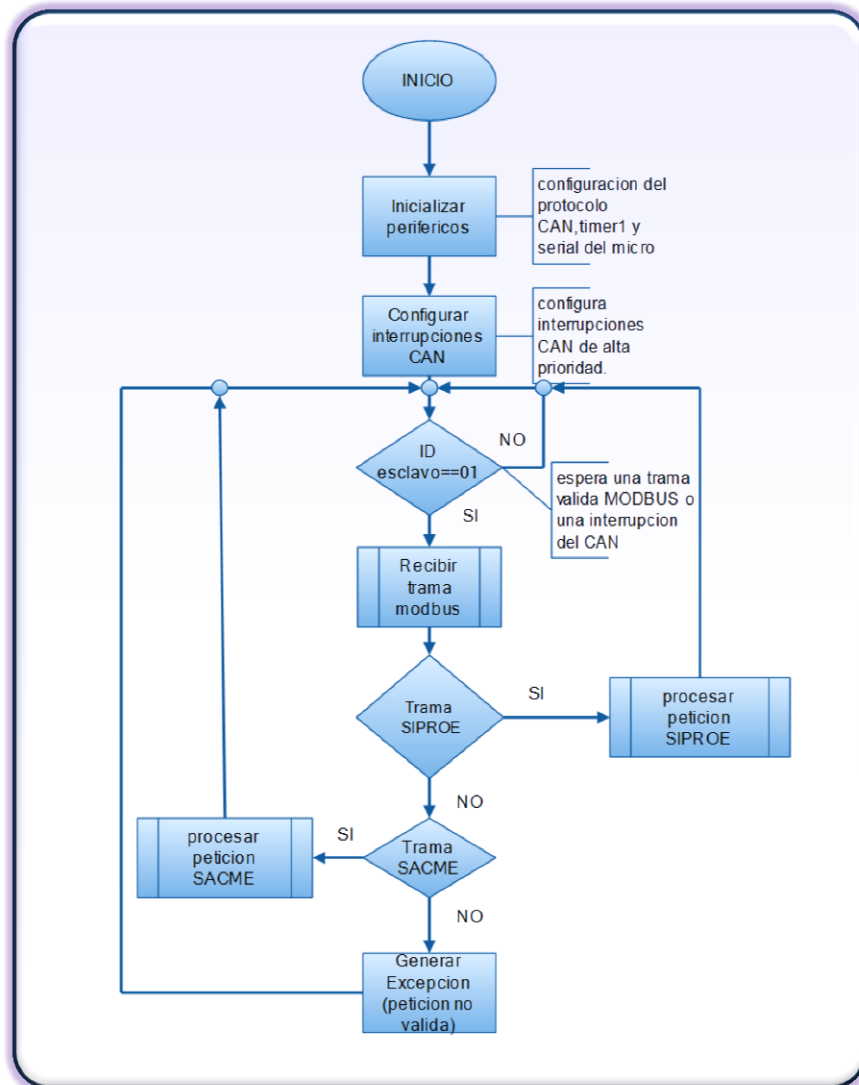 INICIO
Inicializar
perifericos
configuracion del
protocolo
CAN,timer1 y
serial del micro
Configurar
interrupciones
CAN
configura
interrupciones
CAN de alta
prioridad.
ID
esclavo==01
NO
espera una trama
valida MODBUS o
una interrupcion
del CAN
SI
Recibir
trama
modbus
Trama
SIPROE
SI
procesar
peticion
SIPROE
NO
Trama
SACME
SI
procesar
peticion
SACME
NO
Generar
Excepcion
(peticion no
valida)